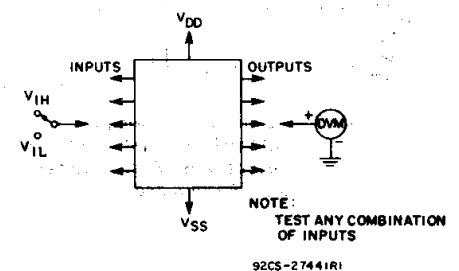 VDD
INPUTS
OUTPUTS
VIH
VIL
+
DVM
-
VSS
NOTE:
TEST ANY COMBINATION
OF INPUTS
92CS-27441R1